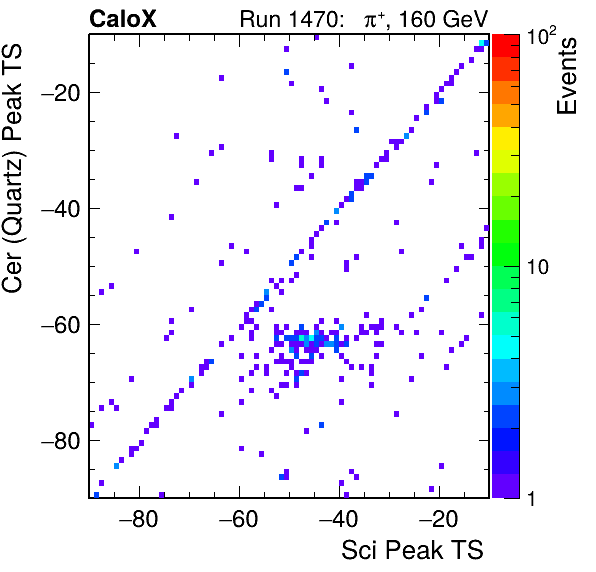 CaloX Run 1470: π⁺, 160 GeV
Cer (Quartz) Peak TS
−20
−40
−60
−80
−80 −60 −40 −20
Sci Peak TS
10²
10
1
Events